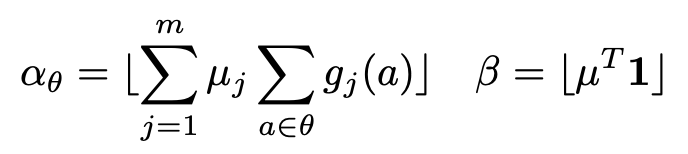 α_θ = ⌊∑_{j=1}^{m} μ_j ∑_{a∈θ} g_j(a)⌋ β = ⌊μ^T 𝟏⌋